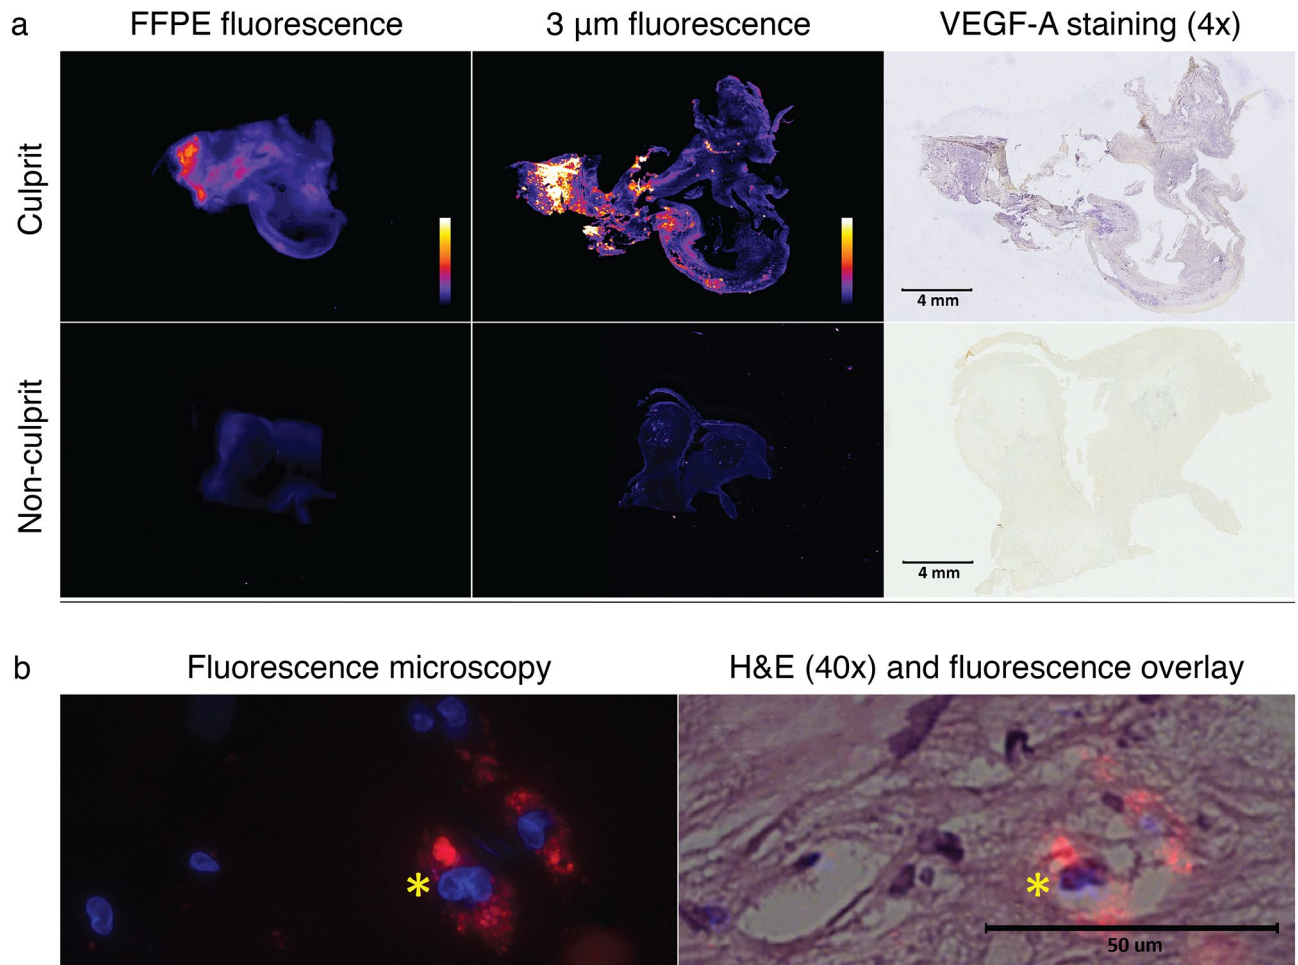 a
FFPE fluorescence
3 µm fluorescence
VEGF-A staining (4x)
Culprit
4 mm
Non-culprit
4 mm
b
Fluorescence microscopy
H&E (40x) and fluorescence overlay
*
*
50 um